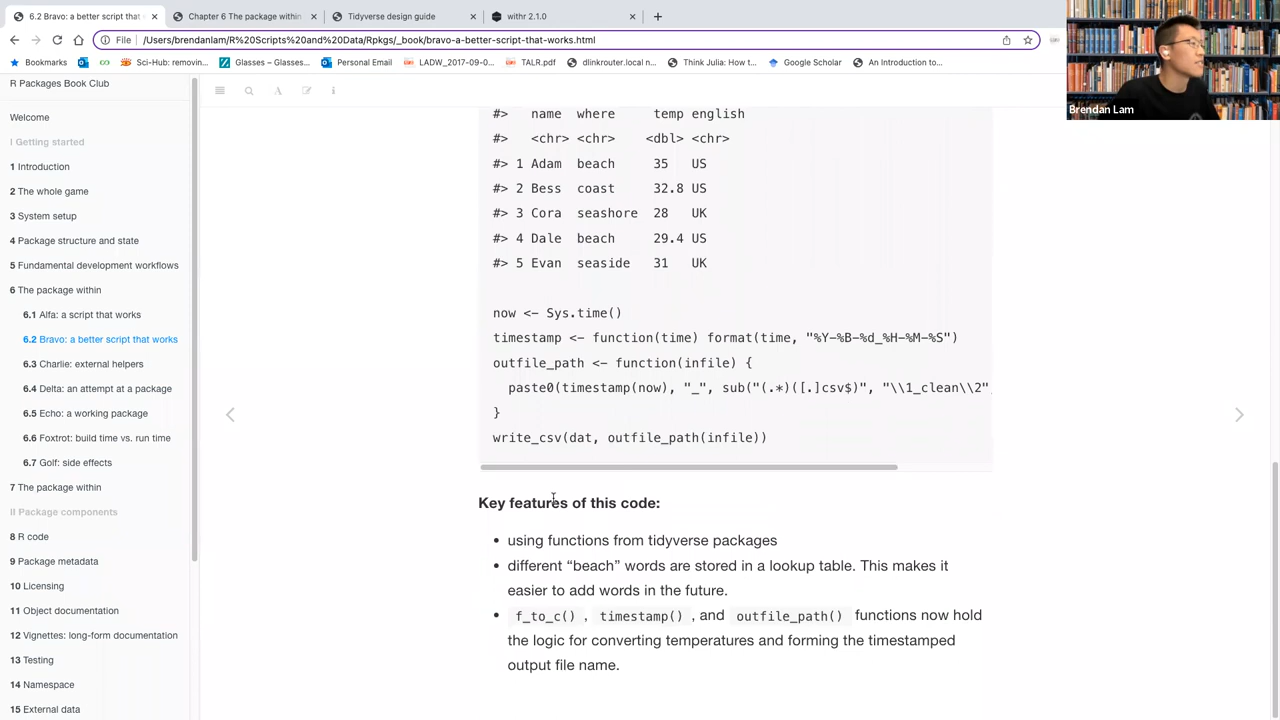 6.2 Bravo: a better script that
Chapter 6 The package within
Tidyverse design guide
withr 2.1.0
File
/Users/brendanlam/R%20Scripts%20and%20Data/Rpkgs/_book/bravo-a-better-script-that-works.html
Bookmarks
Sci-Hub: removin...
Glasses – Glasses...
Personal Email
LADW_2017-09-0...
TALR.pdf
dlinkrouter.local n...
Think Julia: How t...
Google Scholar
An Introduction to...
Brendan Lam
R Packages Book Club
Welcome
I Getting started
1 Introduction
2 The whole game
3 System setup
4 Package structure and state
5 Fundamental development workflows
6 The package within
6.1 Alfa: a script that works
6.2 Bravo: a better script that works
6.3 Charlie: external helpers
6.4 Delta: an attempt at a package
6.5 Echo: a working package
6.6 Foxtrot: build time vs. run time
6.7 Golf: side effects
7 The package within
II Package components
8 R code
9 Package metadata
10 Licensing
11 Object documentation
12 Vignettes: long-form documentation
13 Testing
14 Namespace
15 External data
#>   name  where     temp english
#>   <chr> <chr>    <dbl> <chr>
#> 1 Adam  beach     35   US
#> 2 Bess  coast     32.8 US
#> 3 Cora  seashore  28   UK
#> 4 Dale  beach     29.4 US
#> 5 Evan  seaside   31   UK
now <- Sys.time()
timestamp <- function(time) format(time, "%Y-%B-%d_%H-%M-%S")
outfile_path <- function(infile) {
  paste0(timestamp(now), "_", sub("(.*)([.]csv$)", "\\1_clean\\2",
}
write_csv(dat, outfile_path(infile))
Key features of this code:
• using functions from tidyverse packages
• different “beach” words are stored in a lookup table. This makes it
easier to add words in the future.
• f_to_c() , timestamp() , and outfile_path() functions now hold
the logic for converting temperatures and forming the timestamped
output file name.